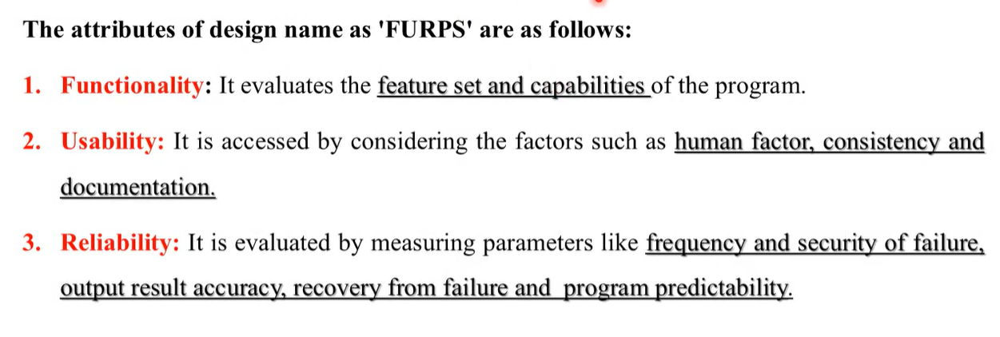 The attributes of design name as 'FURPS' are as follows:
1. Functionality: It evaluates the feature set and capabilities of the program.
2. Usability: It is accessed by considering the factors such as human factor, consistency and
documentation.
3. Reliability: It is evaluated by measuring parameters like frequency and security of failure,
output result accuracy, recovery from failure and program predictability.